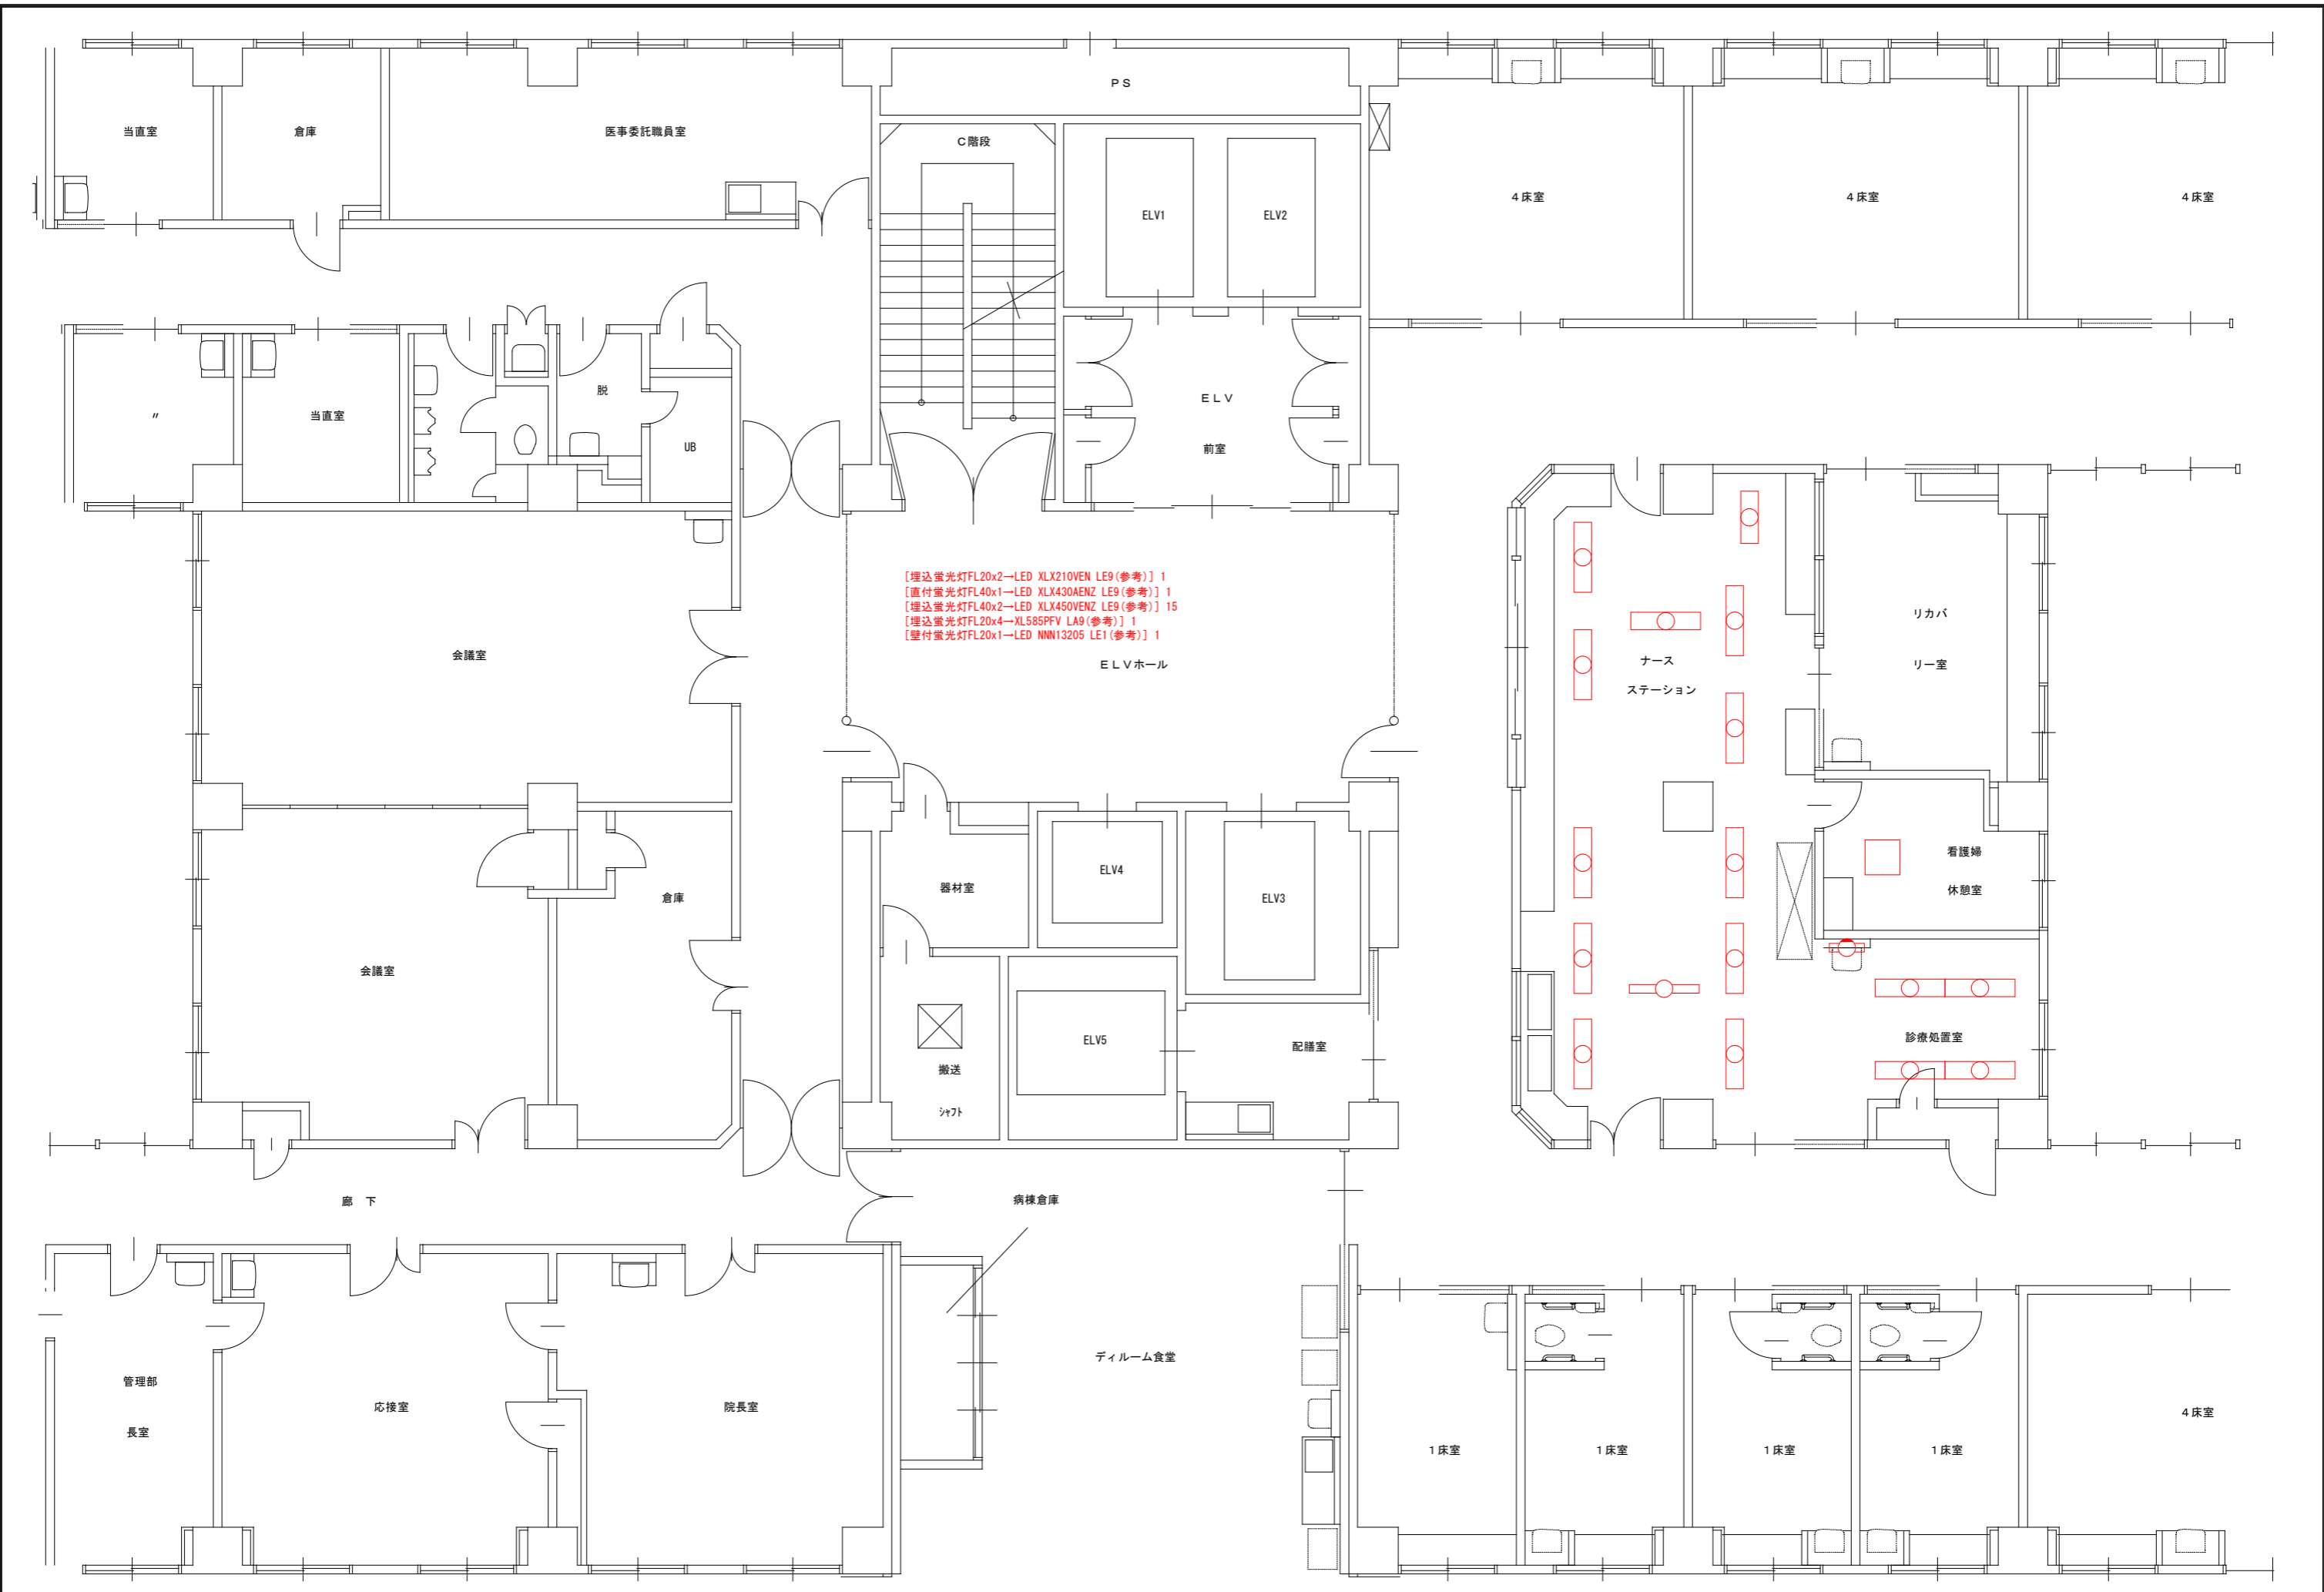 PS
当直室
倉庫
医事委託職員室
C階段
ELV1
ELV2
4床室
4床室
4床室
〃
当直室
脱
UB
ELV
前室
[埋込蛍光灯FL20x2→LED XLX210VEN LE9(参考)] 1
[直付蛍光灯FL40x1→LED XLX430AENZ LE9(参考)] 1
[埋込蛍光灯FL40x2→LED XLX450VENZ LE9(参考)] 15
[埋込蛍光灯FL20x4→XL585PFV LA9(参考)] 1
[壁付蛍光灯FL20x1→LED NNN13205 LE1(参考)] 1
会議室
ELVホール
ナース
ステーション
リカバ
リー室
器材室
ELV4
ELV3
看護婦
休憩室
倉庫
会議室
搬送
シャフト
ELV5
配膳室
診療処置室
廊 下
病棟倉庫
管理部
長室
応接室
院長室
ディルーム食堂
1床室
1床室
1床室
1床室
4床室